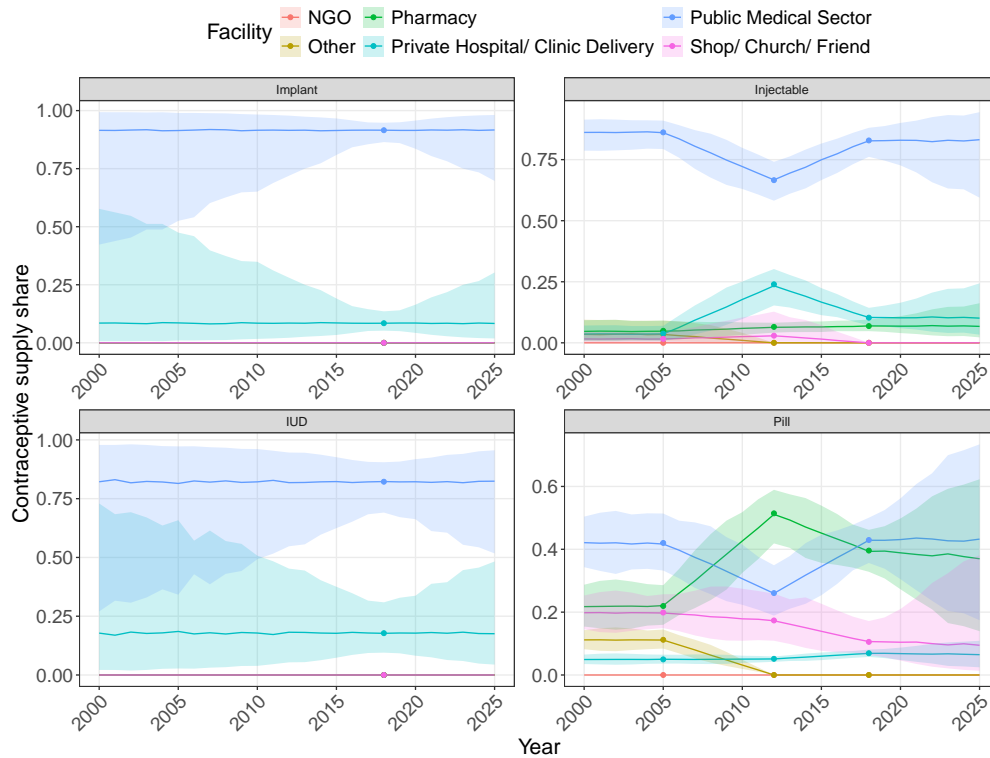 Facility
NGO
Pharmacy
Public Medical Sector
Other
Private Hospital/ Clinic Delivery
Shop/ Church/ Friend
Implant
Injectable
1.00
0.75
0.50
0.25
0.00
0.75
0.50
0.25
0.00
2000 2005 2010 2015 2020 2025
2000 2005 2010 2015 2020 2025
IUD
Pill
1.00
0.75
0.50
0.25
0.00
0.6
0.4
0.2
0.0
2000 2005 2010 2015 2020 2025
2000 2005 2010 2015 2020 2025
Contraceptive supply share
Year